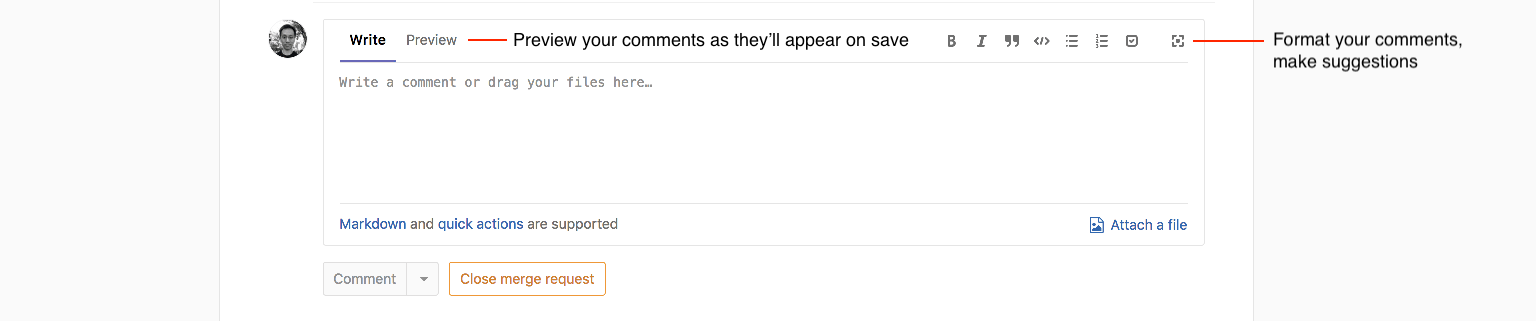 Write Preview Preview your comments as they’ll appear on save B I Format your comments,
make suggestions
Write a comment or drag your files here…
Markdown and quick actions are supported Attach a file
Comment Close merge request